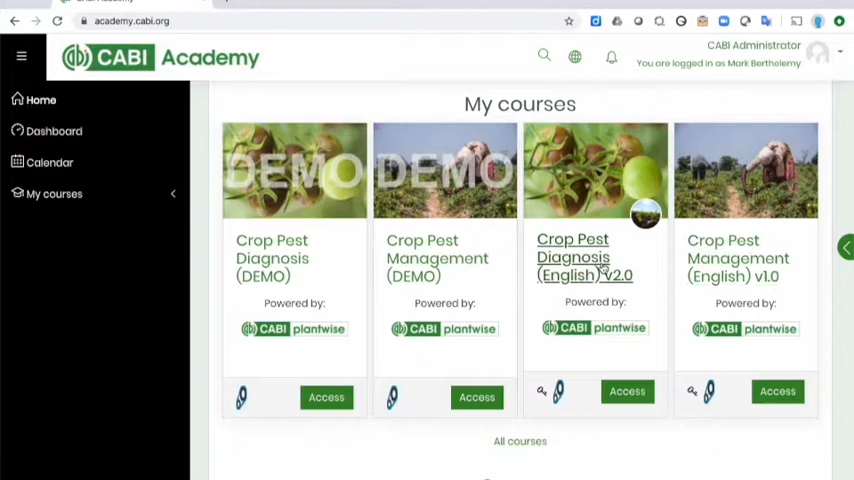 academy.cabi.org
CABI Academy
CABI Administrator
You are logged in as Mark Berthelemy
Home
Dashboard
Calendar
My courses
My courses
DEMO
DEMO
Crop Pest
Diagnosis
(DEMO)
Powered by:
CABI plantwise
Access
Crop Pest
Management
(DEMO)
Powered by:
CABI plantwise
Access
Crop Pest
Diagnosis
(English) v2.0
Powered by:
CABI plantwise
Access
Crop Pest
Management
(English) v1.0
Powered by:
CABI plantwise
Access
All courses